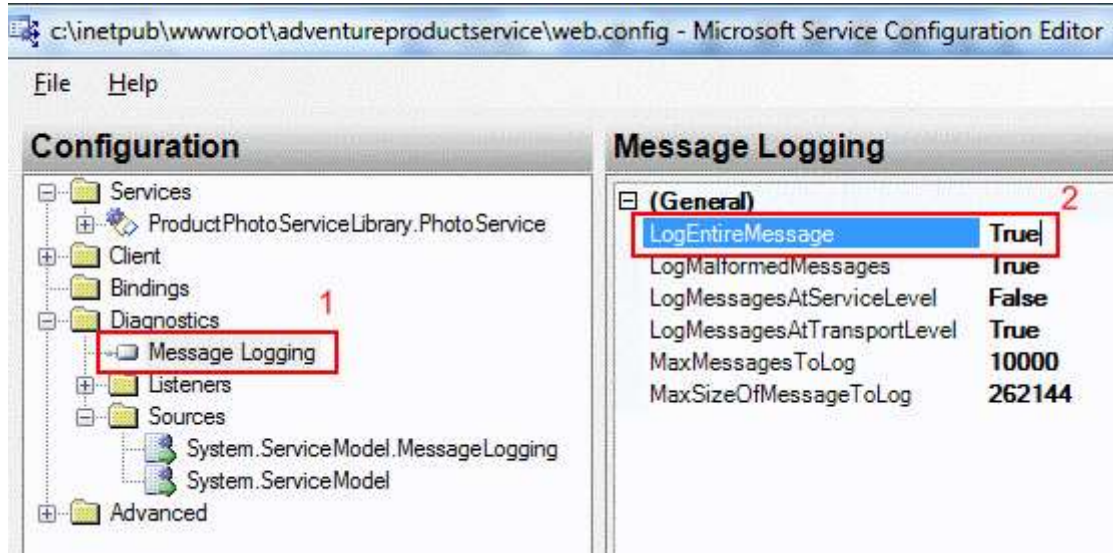 c:\inetpub\wwwroot\adventureproductservice\web.config - Microsoft Service Configuration Editor
File Help
Configuration
Services
ProductPhotoServiceLibrary.PhotoService
Client
Bindings
Diagnostics
1
Message Logging
Listeners
Sources
System.ServiceModel.MessageLogging
System.ServiceModel
Advanced
Message Logging
(General)
2
LogEntireMessage True
LogMalformedMessages True
LogMessagesAtServiceLevel False
LogMessagesAtTransportLevel True
MaxMessagesToLog 10000
MaxSizeOfMessageToLog 262144